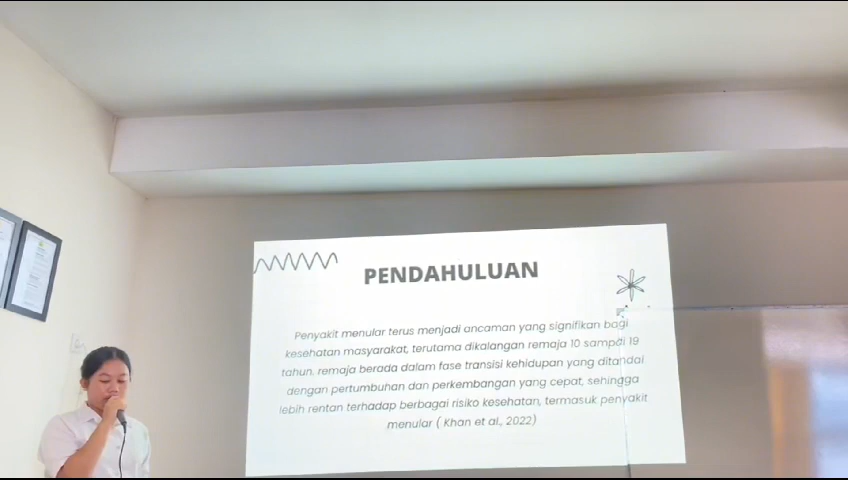 PENDAHULUAN
Penyakit menular terus menjadi ancaman yang signifikan bagi
kesehatan masyarakat, terutama dikalangan remaja 10 sampai 19
tahun. remaja berada dalam fase transisi kehidupan yang ditandai
dengan pertumbuhan dan perkembangan yang cepat, sehingga
lebih rentan terhadap berbagai risiko kesehatan, termasuk penyakit
menular ( Khan et al., 2022)